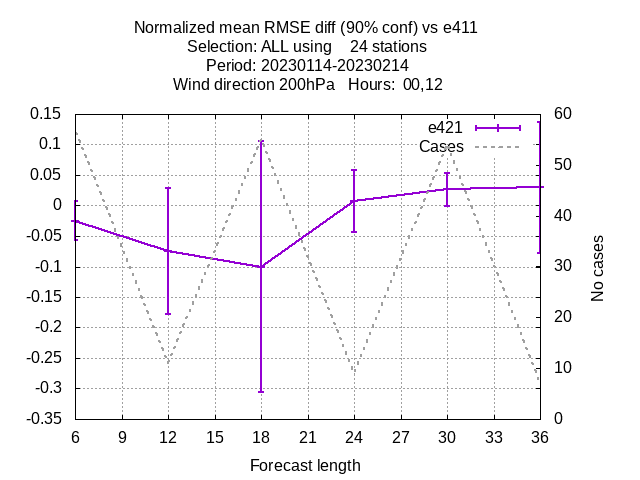 Normalized mean RMSE diff (90% conf) vs e411
Selection: ALL using    24 stations
Period: 20230114-20230214
Wind direction 200hPa   Hours:  00,12
0.15
0.1
0.05
0
-0.05
-0.1
-0.15
-0.2
-0.25
-0.3
-0.35
e421
Cases
60
50
40
30
20
10
0
No cases
6 9 12 15 18 21 24 27 30 33 36
Forecast length